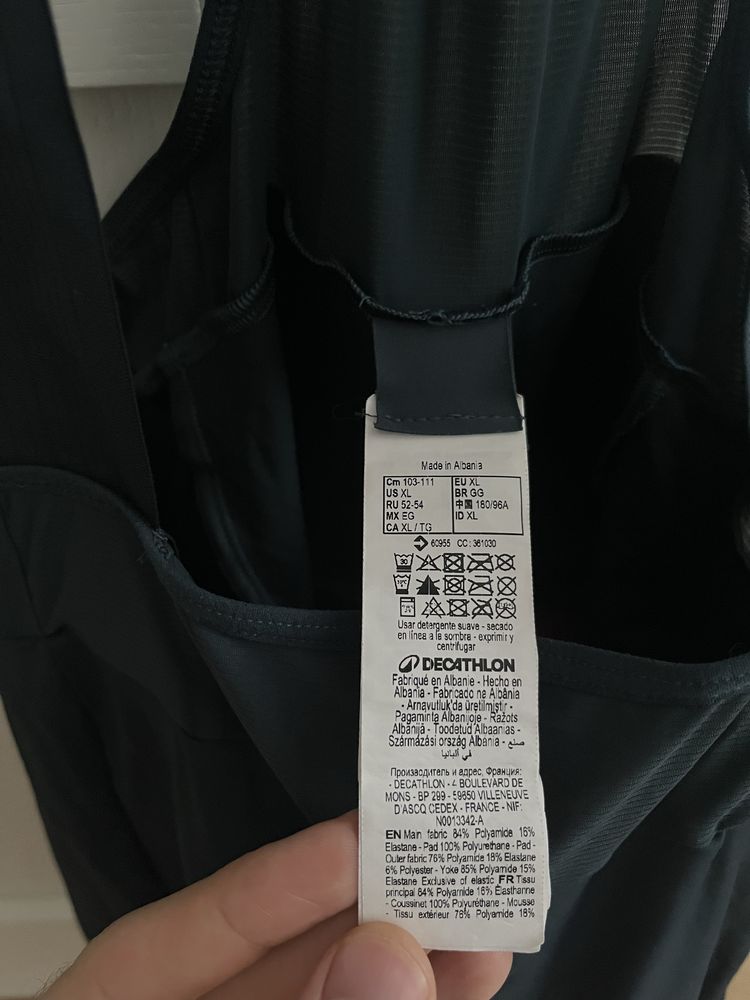 Made in Albania
Cm 103-111
US XL
RU 52-54
MX EG
CA XL / TG
EU XL
BR GG
中国 180/96A
ID XL
60955 CC: 361030
30
Usar detergente suave - secado
en línea a la sombra - exprimir y
centrifugar
DECATHLON
Fabriqué en Albanie - Hecho en
Albania - Fabricado na Albânia
- Arnavutluk'da üretilmiştir -
Pagaminta Albanijoje - Ražots
Albānijā - Toodetud Albaanias -
Származási ország Albania - صنع
في ألبانيا
Производитель и адрес, Франция:
- DECATHLON - 4 BOULEVARD DE
MONS - BP 299 - 59650 VILLENEUVE
D'ASCQ CEDEX - FRANCE - NIF:
N0013342-A
EN Main fabric 84% Polyamide 16%
Elastane - Pad 100% Polyurethane - Pad -
Outer fabric 76% Polyamide 18% Elastane
6% Polyester - Yoke 85% Polyamide 15%
Elastane Exclusive of elastic FR Tissu
principal 84% Polyamide 16% Élasthanne
- Coussinet 100% Polyuréthane - Mousse
- Tissu extérieur 76% Polyamide 18%